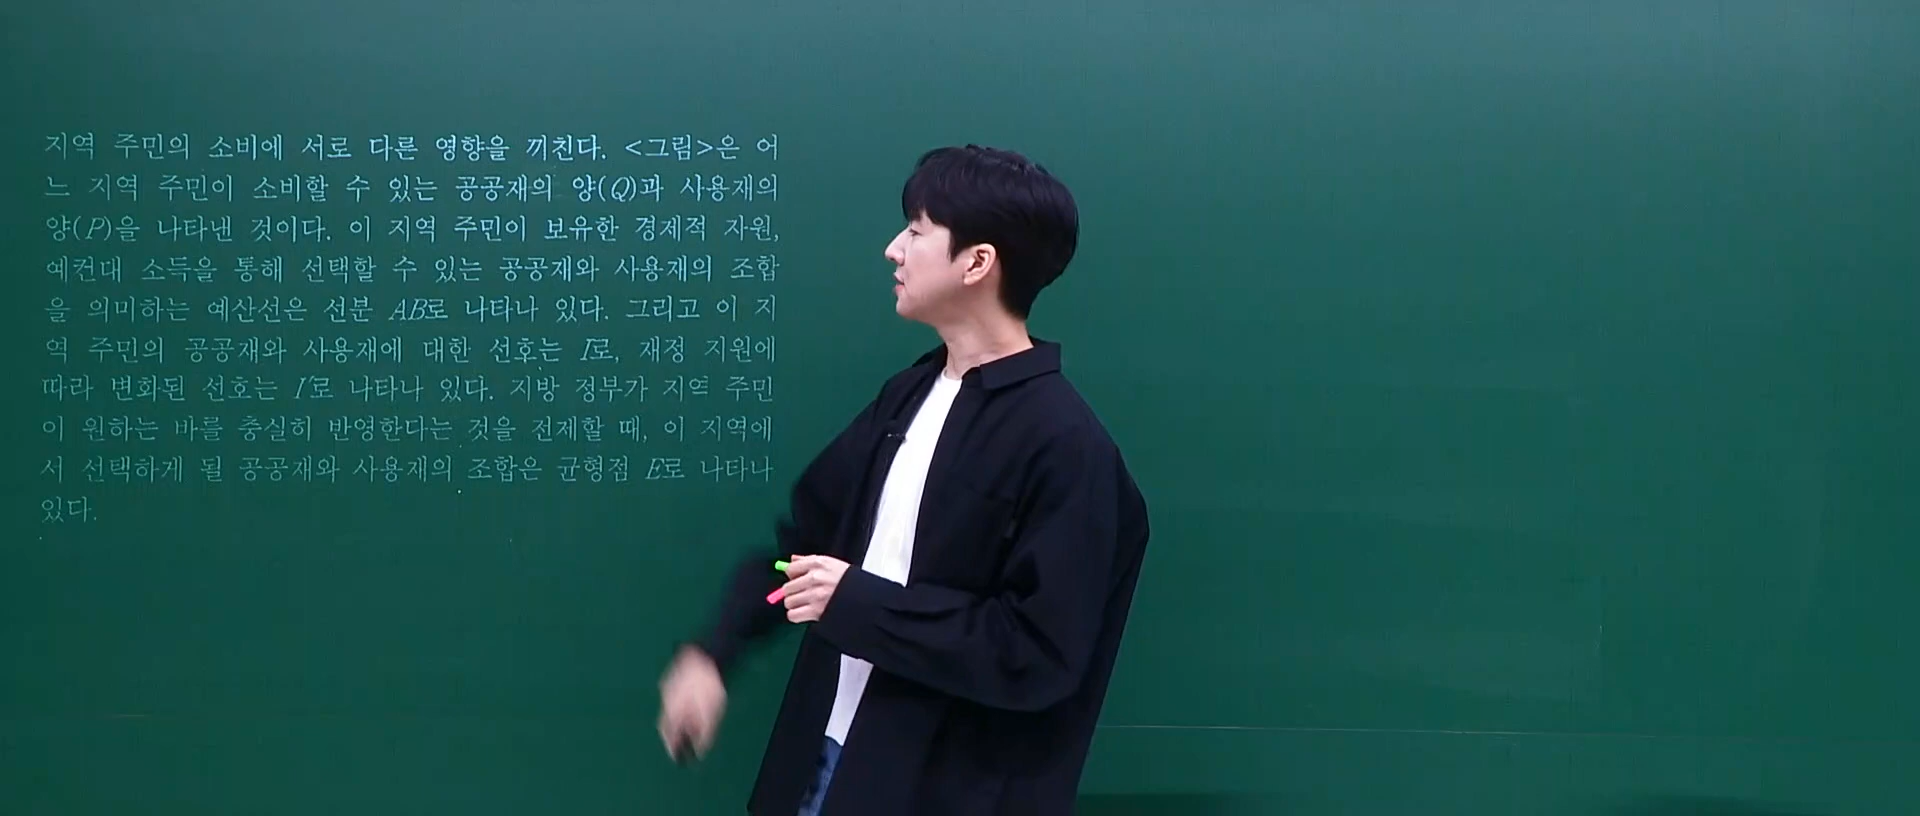 지역 주민의 소비에 서로 다른 영향을 끼친다. <그림>은 어
느 지역 주민이 소비할 수 있는 공공재의 양(Q)과 사용재의
양(P)을 나타낸 것이다. 이 지역 주민이 보유한 경제적 자원,
예컨대 소득을 통해 선택할 수 있는 공공재와 사용재의 조합
을 의미하는 예산선은 선분 AB로 나타나 있다. 그리고 이 지
역 주민의 공공재와 사용재에 대한 선호는 I로, 재정 지원에
따라 변화된 선호는 I′로 나타나 있다. 지방 정부가 지역 주민
이 원하는 바를 충실히 반영한다는 것을 전제할 때, 이 지역에
서 선택하게 될 공공재와 사용재의 조합은 균형점 E로 나타나
있다.